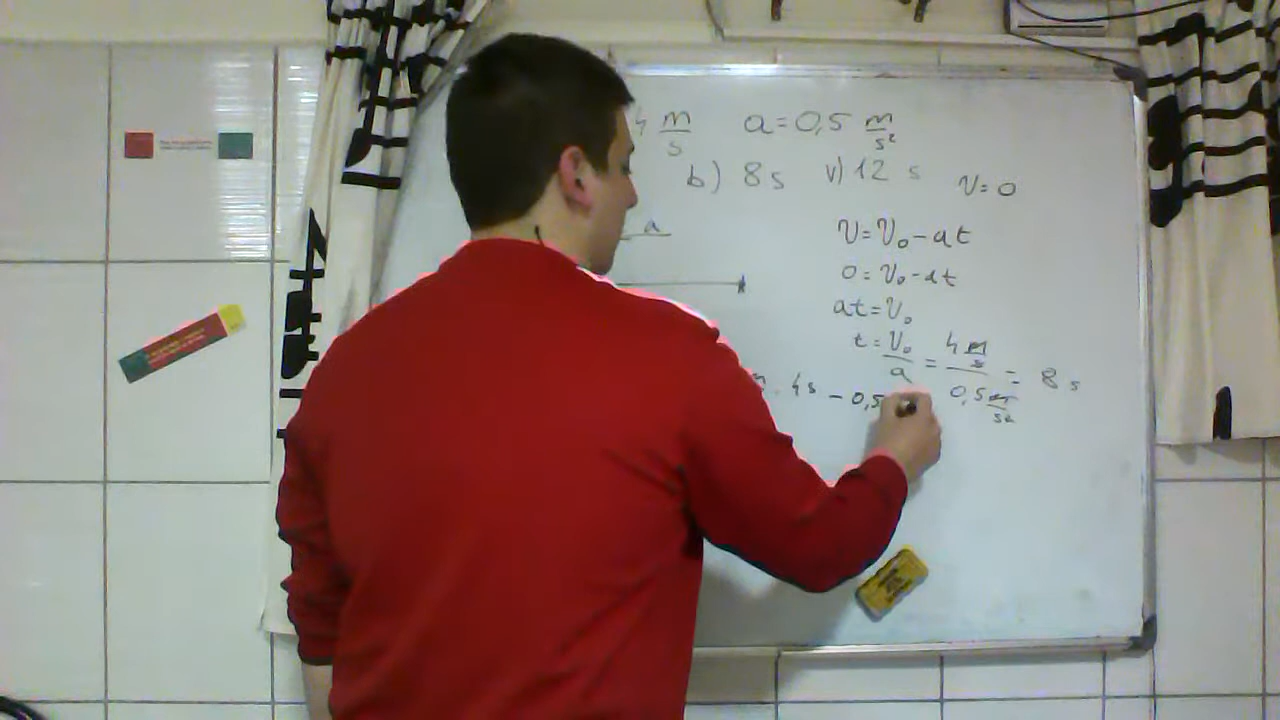 4 m/s a = 0,5 m/s²
b) 8 s v) 12 s
V = 0
a
V = V₀ - at
0 = V₀ - at
at = V₀
t = V₀/a = 4 m/s / 0,5 m/s² = 8 s
· 4s - 0,5